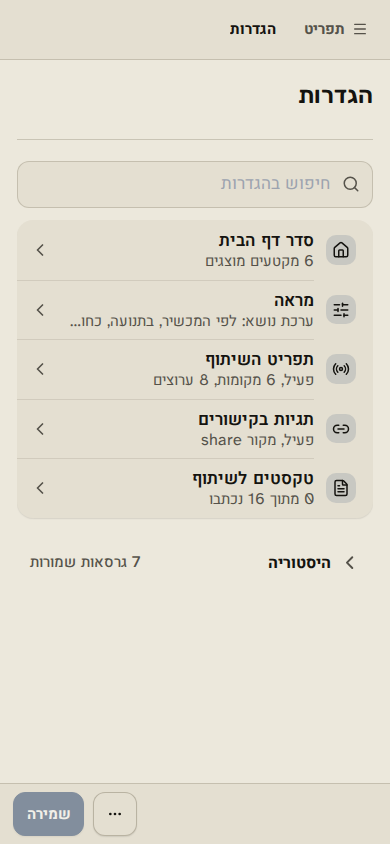 תפריט
הגדרות
הגדרות
חיפוש בהגדרות
סדר דף הבית
6 מקטעים מוצגים
מראה
ערכת נושא: לפי המכשיר, בתנועה, כחו...
תפריט השיתוף
פעיל, 6 מקומות, 8 ערוצים
תגיות בקישורים
פעיל, מקור share
טקסטים לשיתוף
0 מתוך 16 נכתבו
היסטוריה
7 גרסאות שמורות
שמירה